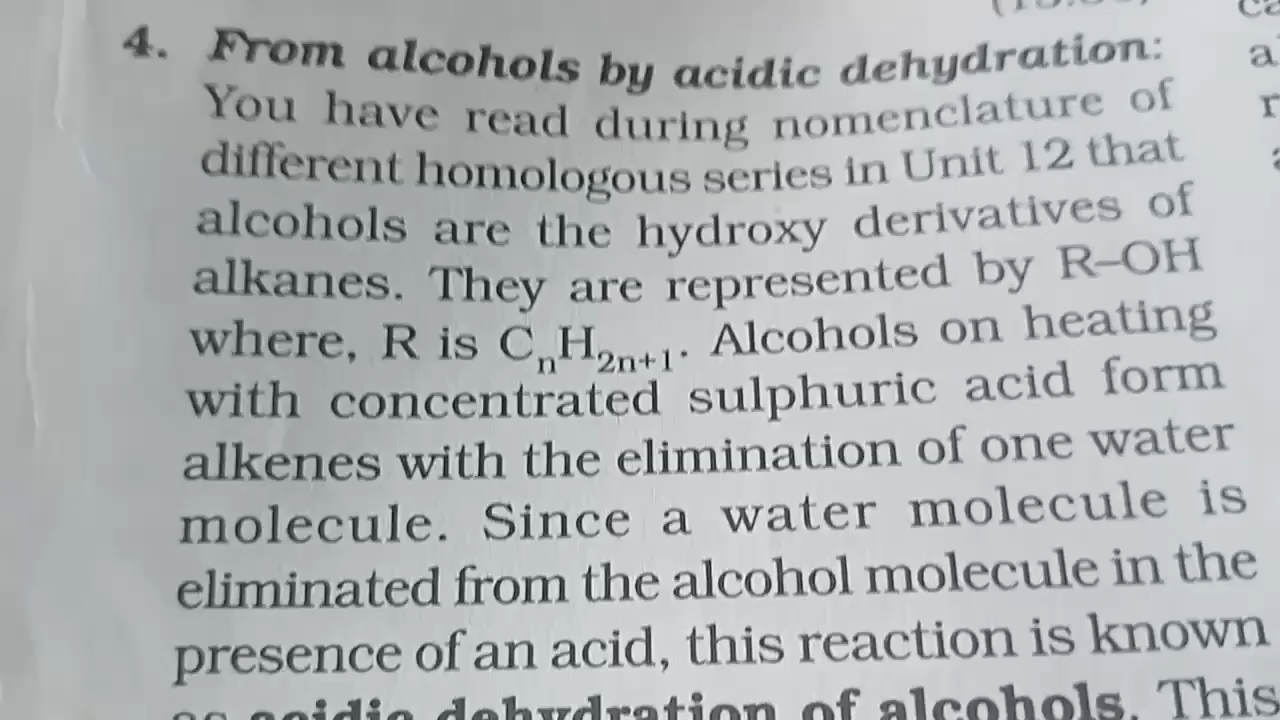 4. From alcohols by acidic dehydration:
You have read during nomenclature of
different homologous series in Unit 12 that
alcohols are the hydroxy derivatives of
alkanes. They are represented by R–OH
where, R is CₙH₂ₙ₊₁. Alcohols on heating
with concentrated sulphuric acid form
alkenes with the elimination of one water
molecule. Since a water molecule is
eliminated from the alcohol molecule in the
presence of an acid, this reaction is known
as acidic dehydration of alcohols. This